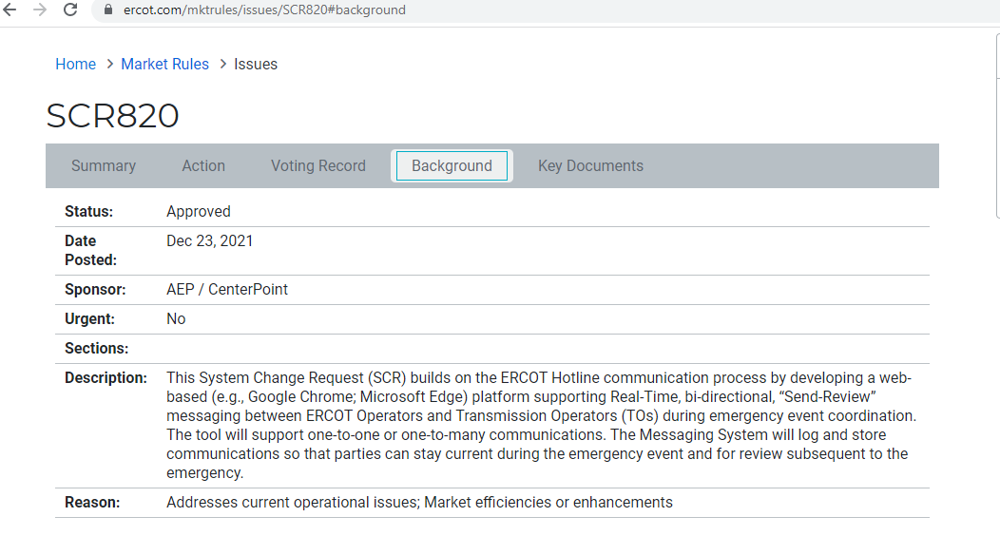 ercot.com/mktrules/issues/SCR820#background
Home > Market Rules > Issues
SCR820
Summary Action Voting Record Background Key Documents
Status: Approved
Date Dec 23, 2021
Posted:
Sponsor: AEP / CenterPoint
Urgent: No
Sections:
Description: This System Change Request (SCR) builds on the ERCOT Hotline communication process by developing a web-
based (e.g., Google Chrome; Microsoft Edge) platform supporting Real-Time, bi-directional, “Send-Review”
messaging between ERCOT Operators and Transmission Operators (TOs) during emergency event coordination.
The tool will support one-to-one or one-to-many communications. The Messaging System will log and store
communications so that parties can stay current during the emergency event and for review subsequent to the
emergency.
Reason: Addresses current operational issues; Market efficiencies or enhancements